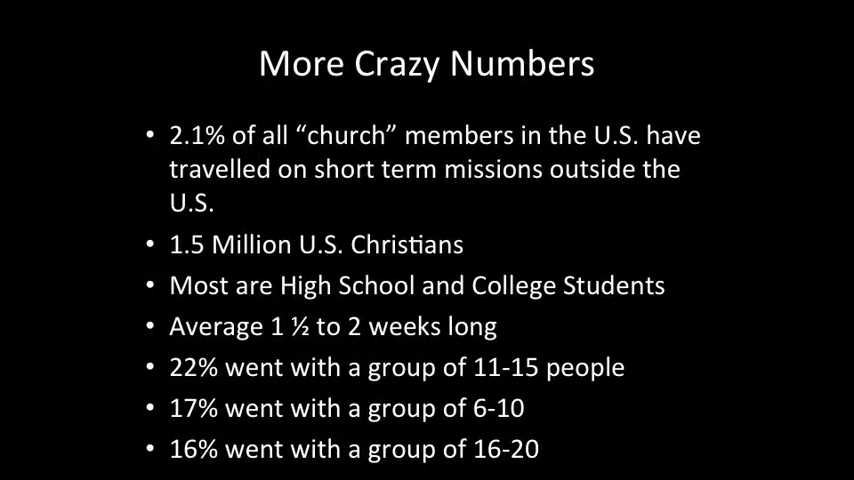 More Crazy Numbers
• 2.1% of all “church” members in the U.S. have
travelled on short term missions outside the
U.S.
• 1.5 Million U.S. Christians
• Most are High School and College Students
• Average 1 ½ to 2 weeks long
• 22% went with a group of 11-15 people
• 17% went with a group of 6-10
• 16% went with a group of 16-20